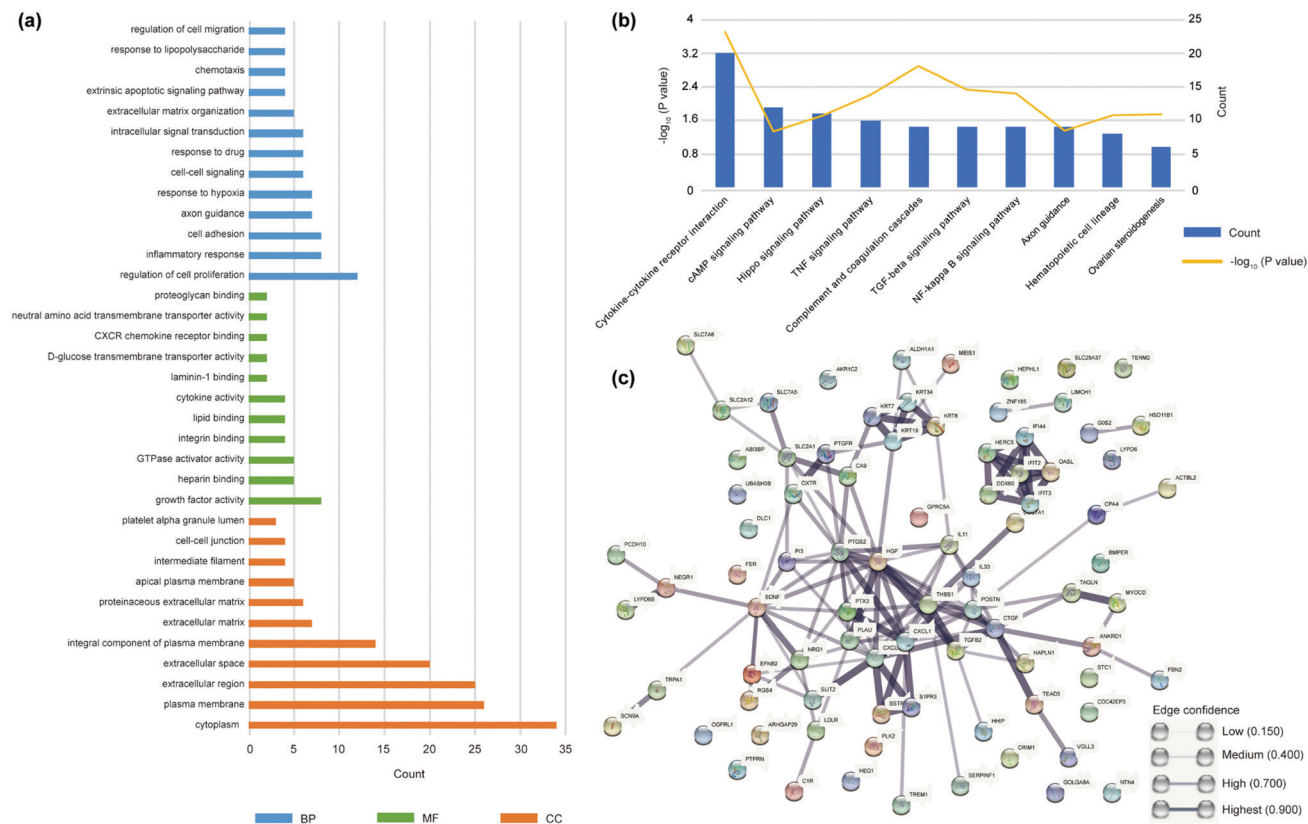 (a)
regulation of cell migration
response to lipopolysaccharide
chemotaxis
extrinsic apoptotic signaling pathway
extracellular matrix organization
intracellular signal transduction
response to drug
cell-cell signaling
response to hypoxia
axon guidance
cell adhesion
inflammatory response
regulation of cell proliferation
proteoglycan binding
neutral amino acid transmembrane transporter activity
CXCR chemokine receptor binding
D-glucose transmembrane transporter activity
laminin-1 binding
cytokine activity
lipid binding
integrin binding
GTPase activator activity
heparin binding
growth factor activity
platelet alpha granule lumen
cell-cell junction
intermediate filament
apical plasma membrane
proteinaceous extracellular matrix
extracellular matrix
integral component of plasma membrane
extracellular space
extracellular region
plasma membrane
cytoplasm
0 5 10 15 20 25 30 35
Count
BP MF CC
(b)
4
3.2
2.4
1.6
0.8
0
-log₁₀ (P value)
25
20
15
10
5
0
Count
Cytokine-cytokine receptor interaction
cAMP signaling pathway
Hippo signaling pathway
TNF signaling pathway
Complement and coagulation cascades
TGF-beta signaling pathway
NF-kappa B signaling pathway
Axon guidance
Hematopoietic cell lineage
Ovarian steroidogenesis
Count
-log₁₀ (P value)
(c)
SLC7A8
ALDH1A1
MEIS1
AKR1C2
HEPHL1
SLC25A37
TENM2
SLC2A12
SLC7A5
KRT7
KRT34
KRT8
KRT19
ZNF185
LIMCH1
G0S2
HSD11B1
ABI3BP
SLC2A1
PTGFR
CA9
OXTR
HERC5
IFI44
IFIT2
OASL
DDX60
IFIT3
LYPD6
UBASH3B
DLC1
GPRC5A
CPA4
ACTBL2
PCDH10
NEGR1
LYPD6B
FER
PI3
PTGS2
HGF
IL11
IL33
BMPER
BDNF
PTX3
THBS1
POSTN
TAGLN
MYOCD
PLAU
CXCL1
CTGF
ANKRD1
NRG1
TGFB2
HAPLN1
FBN2
EFNB2
TRPA1
RGS4
SLIT2
S1PR3
STC1
TEAD3
SCN9A
OGFRL1
ARHGAP29
LDLR
PLK2
HHIP
CDC42EP3
CRIM1
VGLL3
PTPRN
C1R
HEG1
TREM1
SERPINF1
GOLGA8A
NTN4
Edge confidence
Low (0.150)
Medium (0.400)
High (0.700)
Highest (0.900)